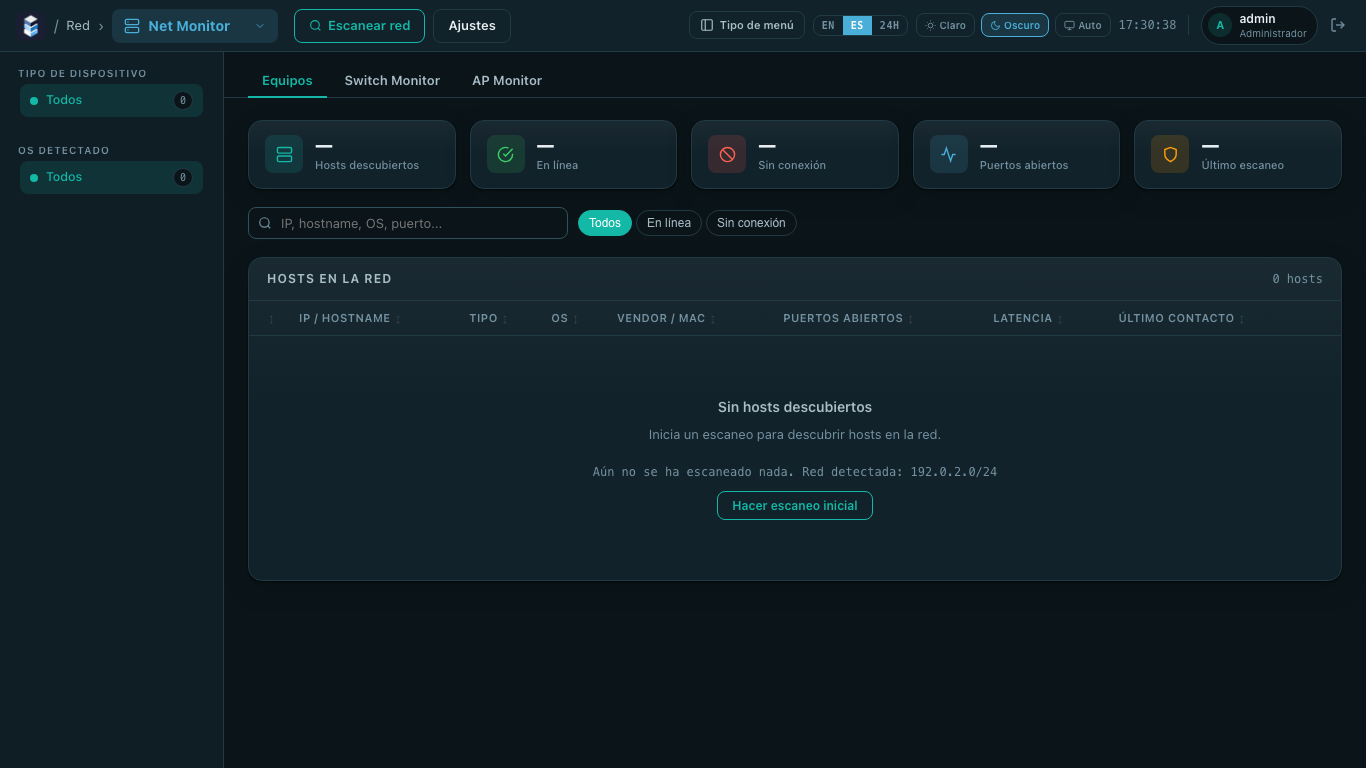 / Red › Net Monitor
Escanear red
Ajustes
Tipo de menú
EN ES 24H
Claro
Oscuro
Auto
17:30:38
A
admin
Administrador
TIPO DE DISPOSITIVO
Todos 0
OS DETECTADO
Todos 0
Equipos Switch Monitor AP Monitor
—
Hosts descubiertos
—
En línea
—
Sin conexión
—
Puertos abiertos
—
Último escaneo
IP, hostname, OS, puerto...
Todos En línea Sin conexión
HOSTS EN LA RED 0 hosts
↕ IP / HOSTNAME ↕ TIPO ↕ OS ↕ VENDOR / MAC ↕ PUERTOS ABIERTOS ↕ LATENCIA ↕ ÚLTIMO CONTACTO ↕
Sin hosts descubiertos
Inicia un escaneo para descubrir hosts en la red.
Aún no se ha escaneado nada. Red detectada: 192.0.2.0/24
Hacer escaneo inicial